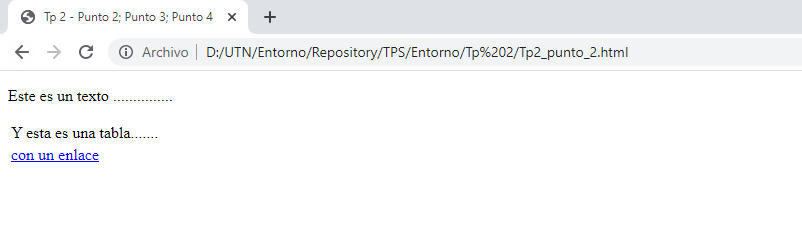 Tp 2 - Punto 2; Punto 3; Punto 4
Archivo D:/UTN/Entorno/Repository/TPS/Entorno/Tp%202/Tp2_punto_2.html
Este es un texto ...............
Y esta es una tabla.......
con un enlace